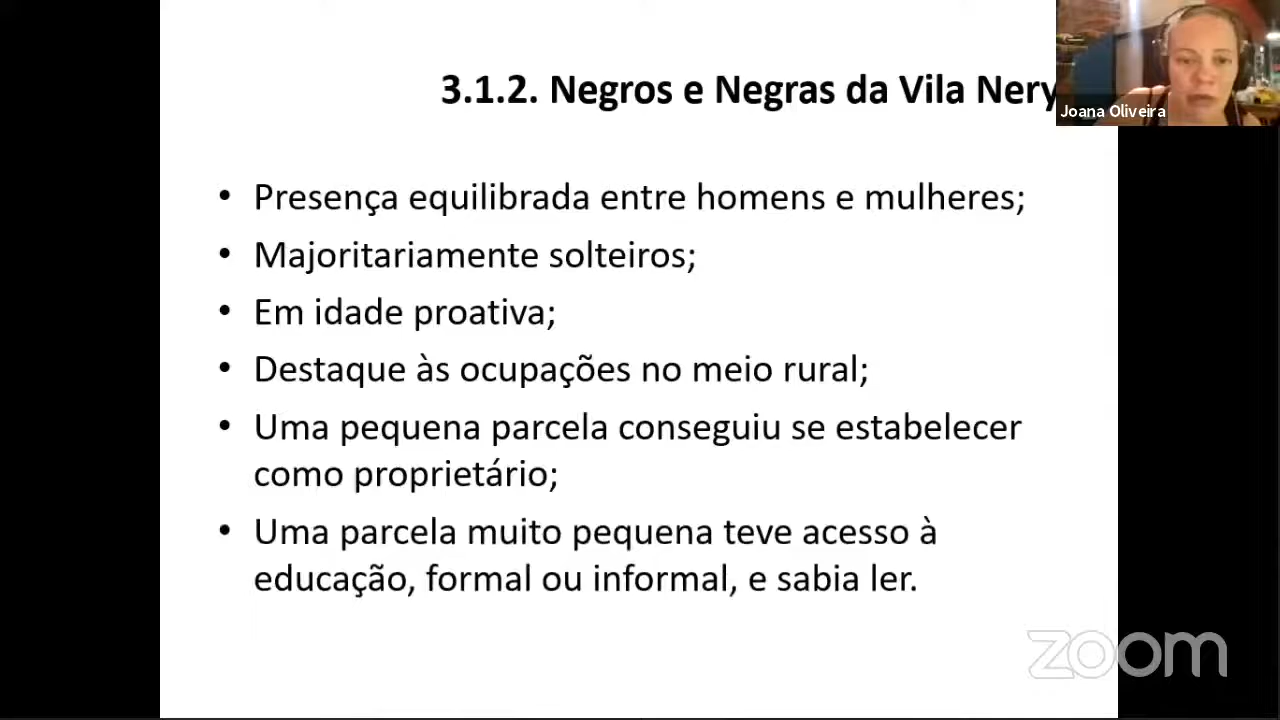 3.1.2. Negros e Negras da Vila Nery
Joana Oliveira
• Presença equilibrada entre homens e mulheres;
• Majoritariamente solteiros;
• Em idade proativa;
• Destaque às ocupações no meio rural;
• Uma pequena parcela conseguiu se estabelecer
como proprietário;
• Uma parcela muito pequena teve acesso à
educação, formal ou informal, e sabia ler.
zoom